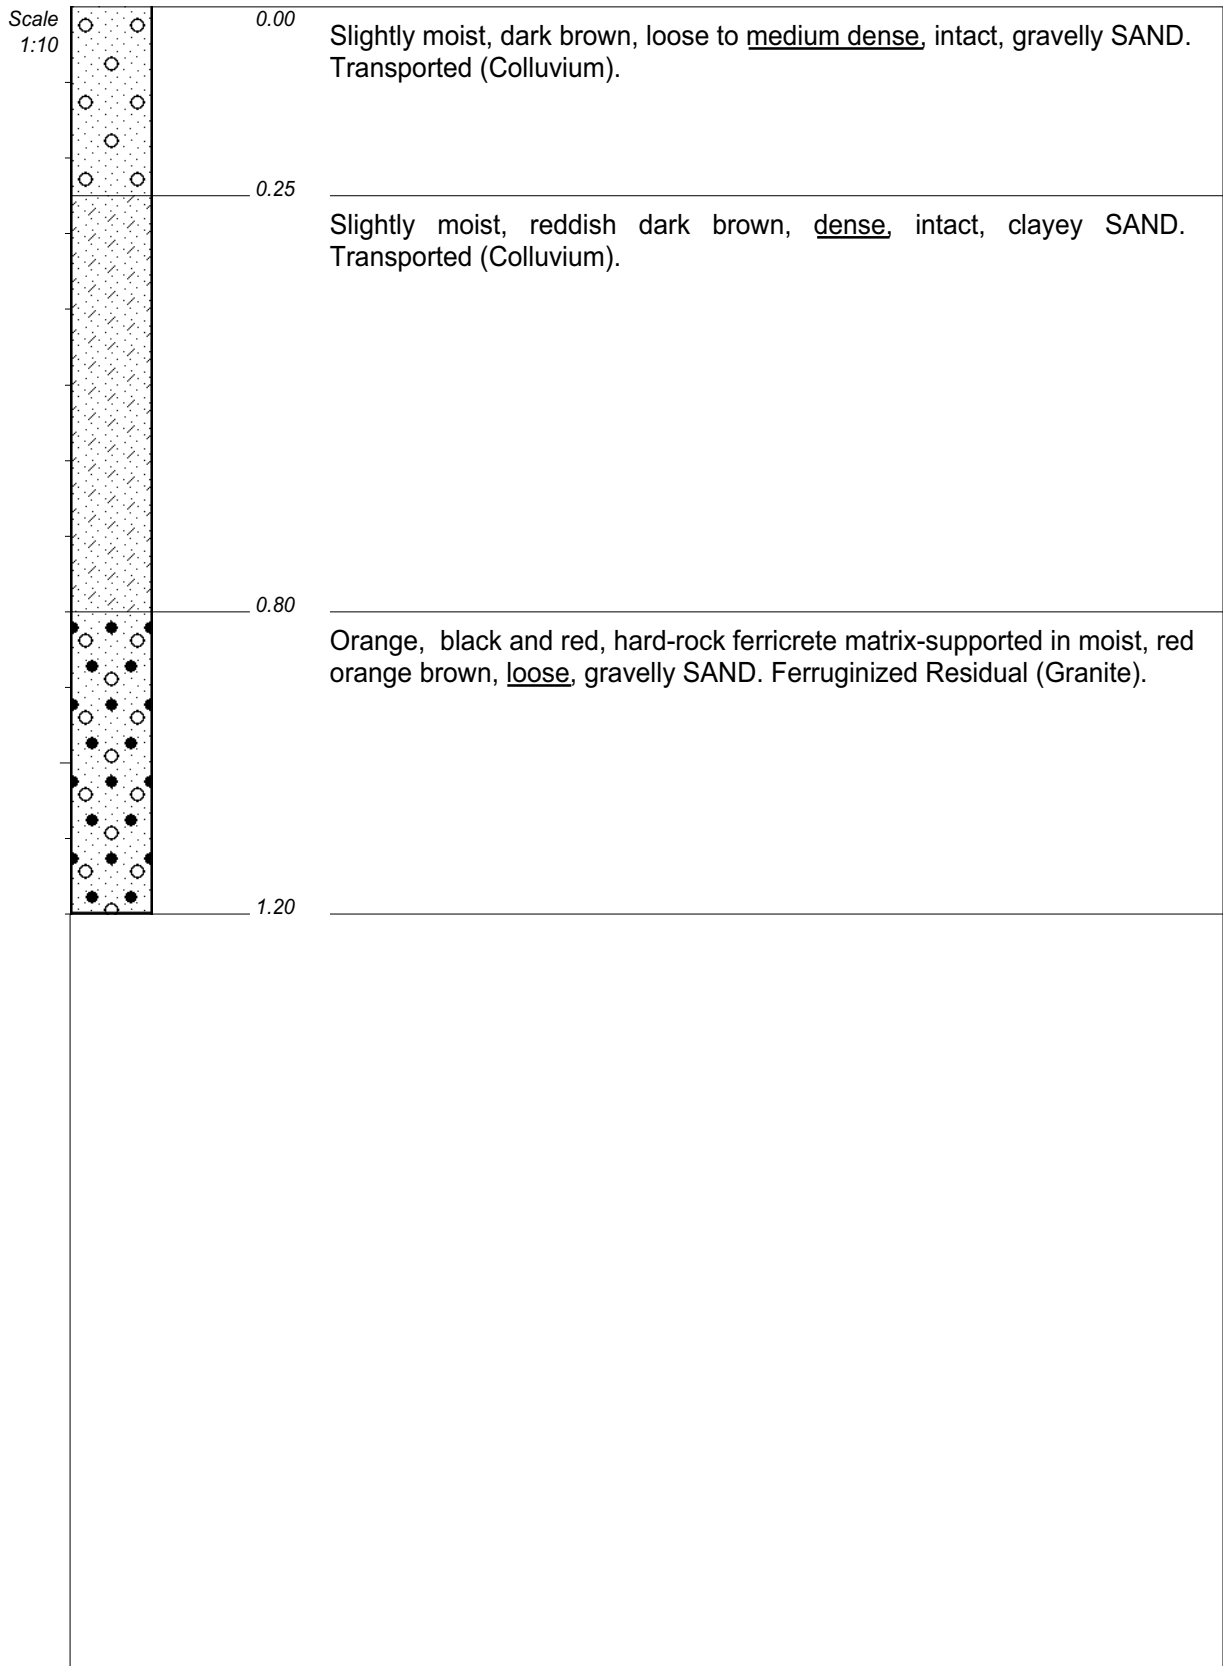 Scale
1:10
0.00
Slightly moist, dark brown, loose to medium dense, intact, gravelly SAND.
Transported (Colluvium).
0.25
Slightly moist, reddish dark brown, dense, intact, clayey SAND.
Transported (Colluvium).
0.80
Orange, black and red, hard-rock ferricrete matrix-supported in moist, red
orange brown, loose, gravelly SAND. Ferruginized Residual (Granite).
1.20